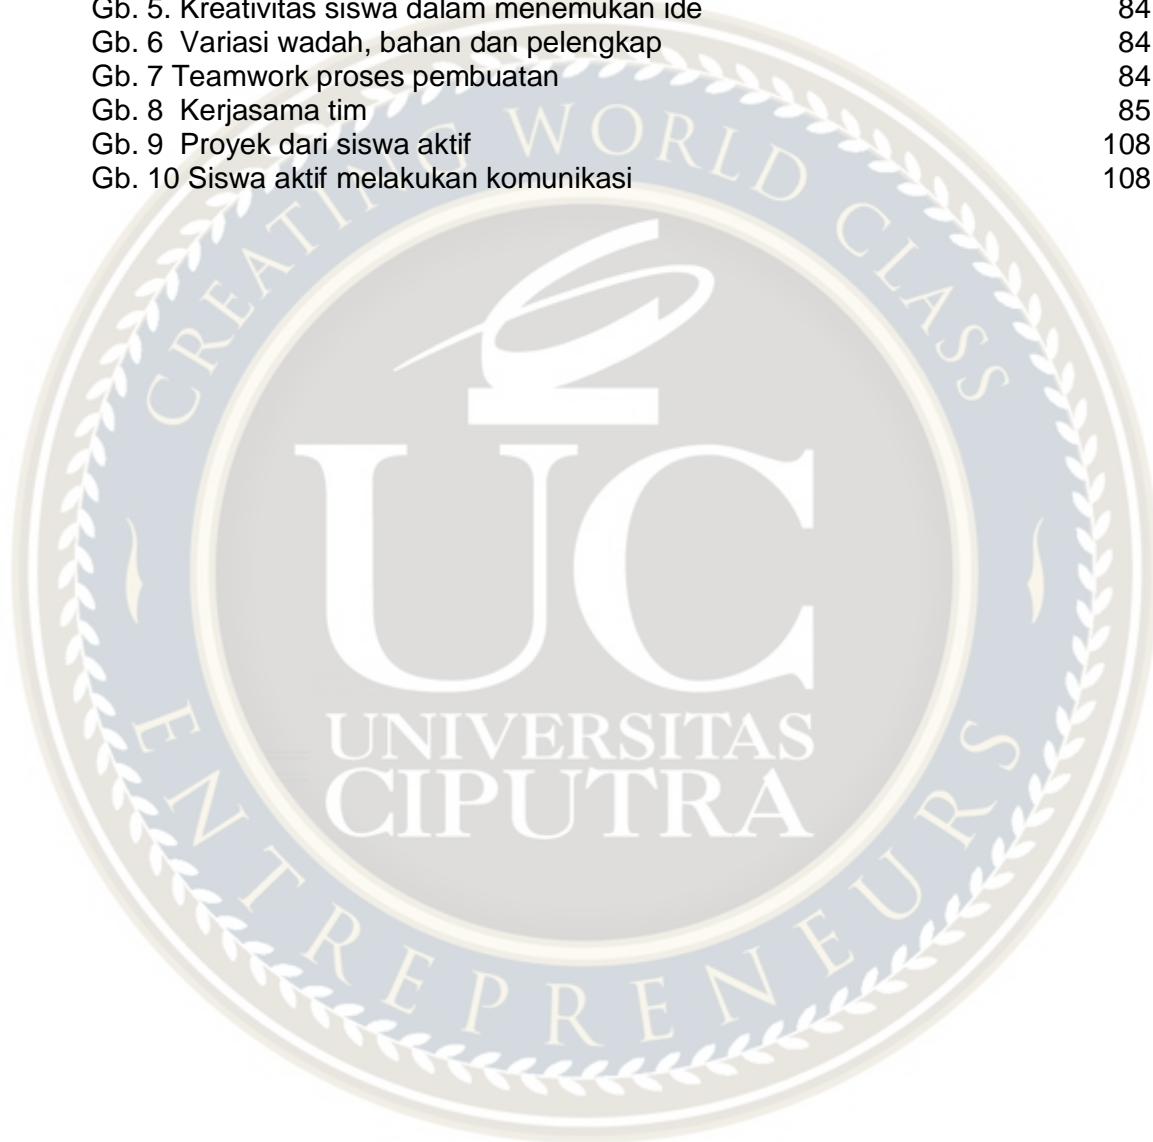 Gb. 5. Kreativitas siswa dalam menemukan ide 84
Gb. 6 Variasi wadah, bahan dan pelengkap 84
Gb. 7 Teamwork proses pembuatan 84
Gb. 8 Kerjasama tim 85
Gb. 9 Proyek dari siswa aktif 108
Gb. 10 Siswa aktif melakukan komunikasi 108
CREATING WORLD CLASS
UC
UNIVERSITAS
CIPUTRA
ENTREPRENEURS